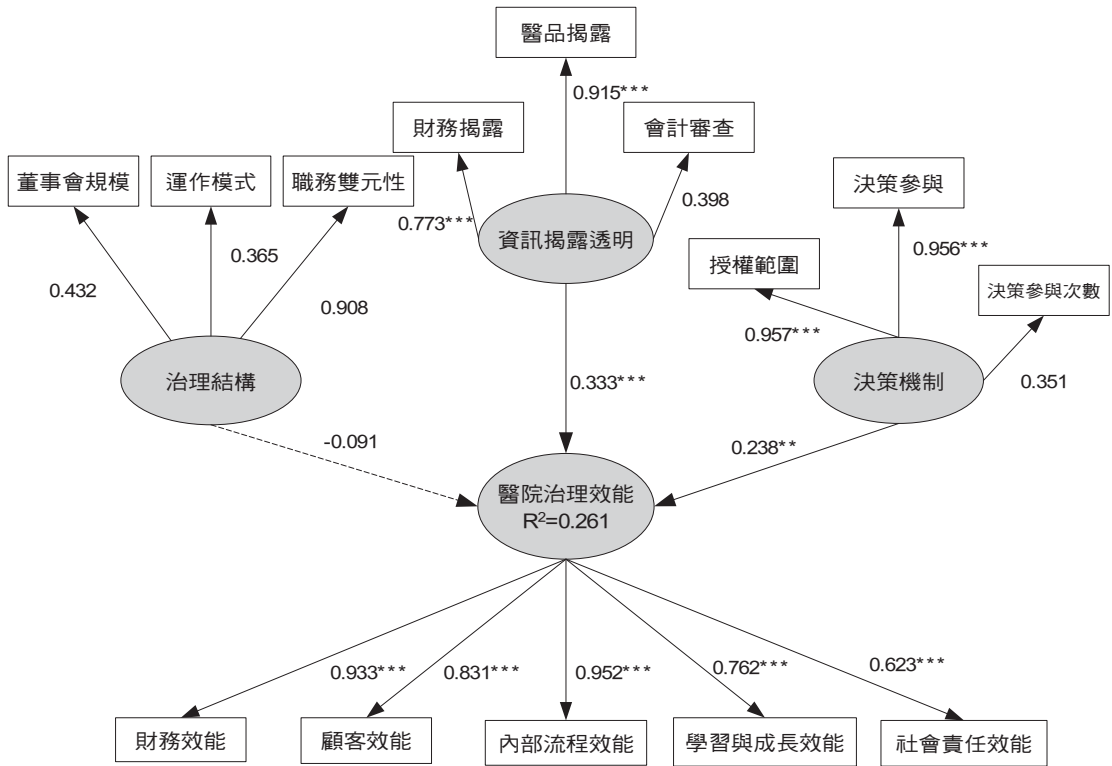 醫品揭露
0.915***
財務揭露
會計審查
董事會規模
運作模式
職務雙元性
決策參與
0.773***
0.398
資訊揭露透明
0.365
授權範圍
0.956***
決策參與次數
0.432
0.908
0.957***
治理結構
0.333***
決策機制
0.351
-0.091
0.238**
醫院治理效能
R²=0.261
0.933***
0.831***
0.952***
0.762***
0.623***
財務效能
顧客效能
內部流程效能
學習與成長效能
社會責任效能